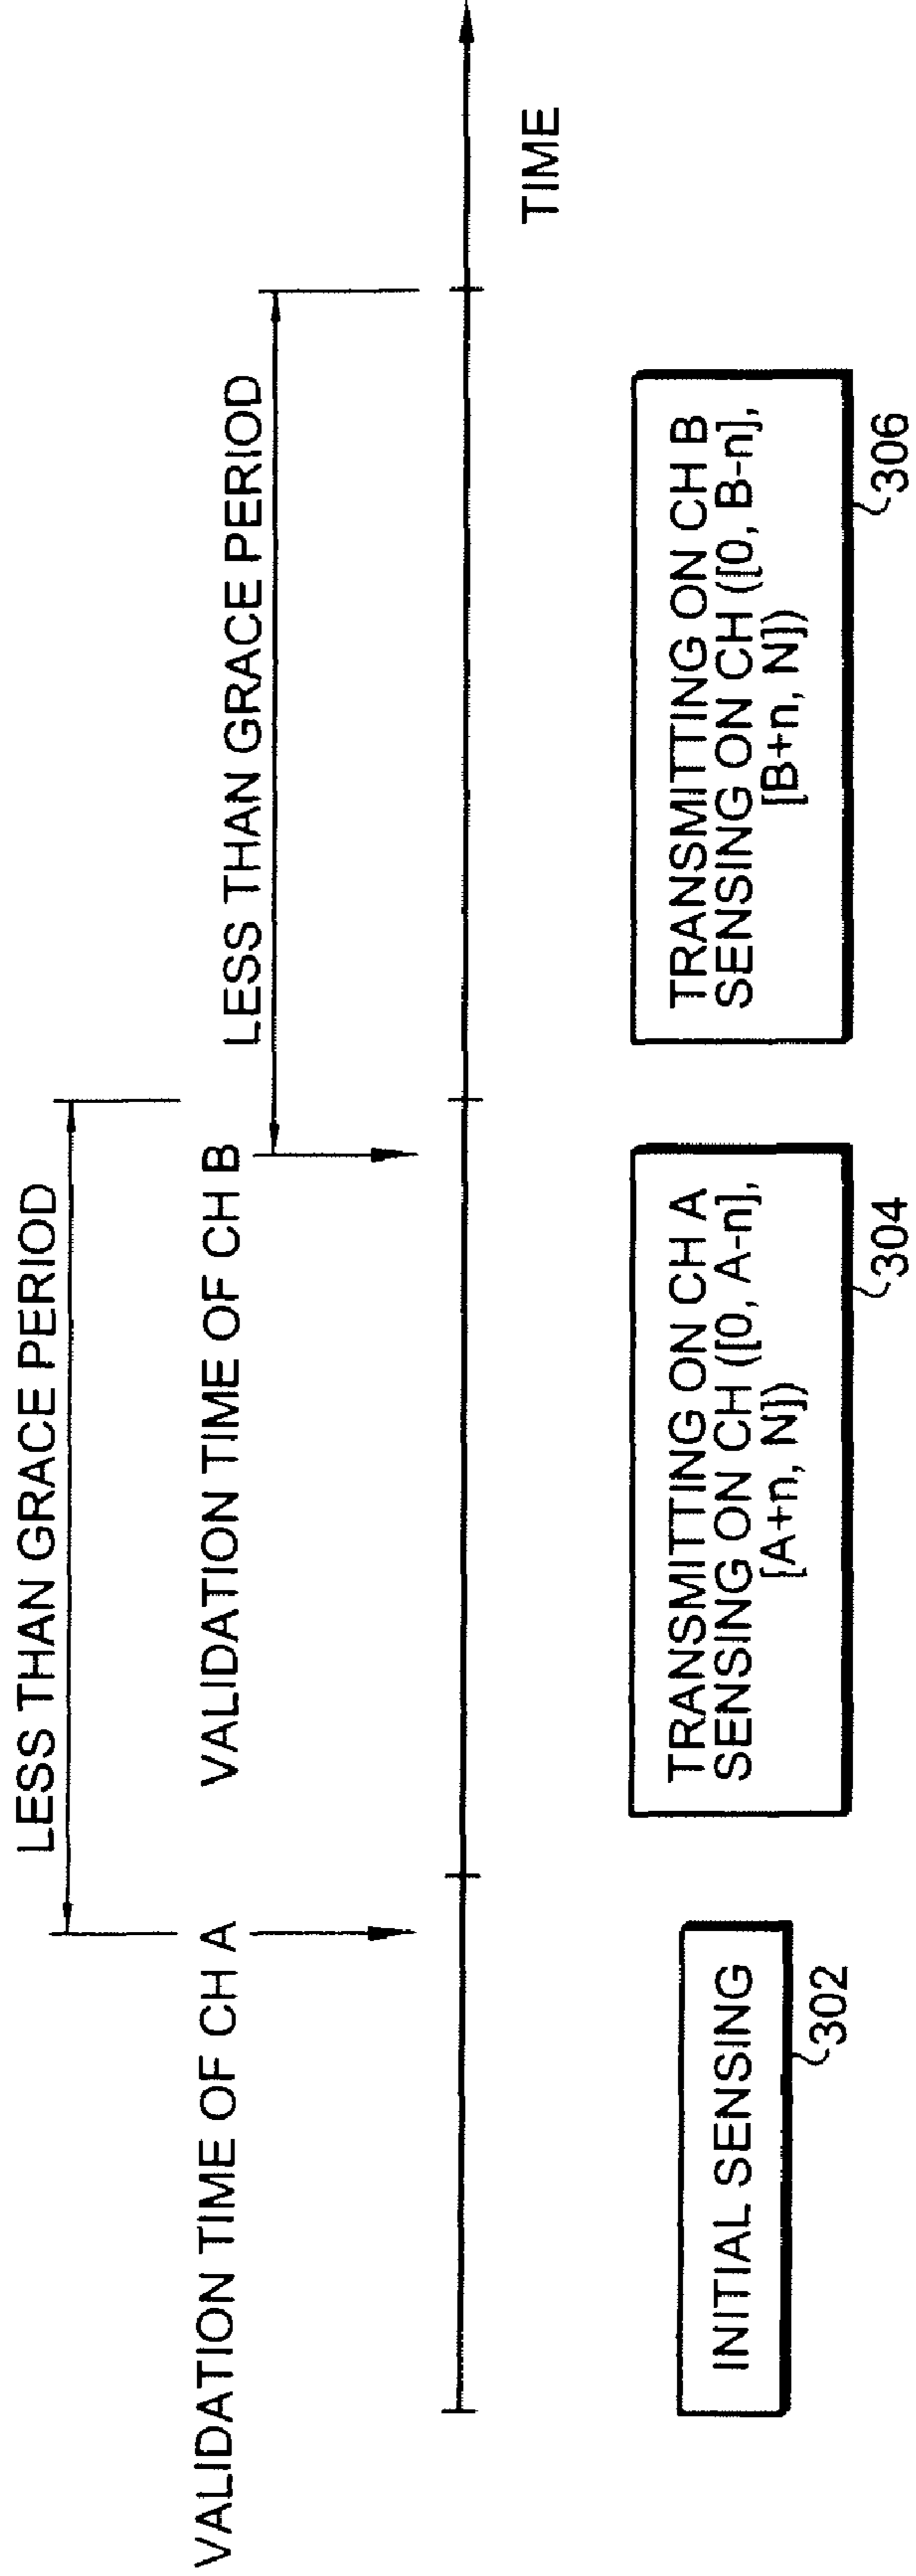 LESS THAN GRACE PERIOD
VALIDATION TIME OF CH A
VALIDATION TIME OF CH B
LESS THAN GRACE PERIOD
TIME
INITIAL SENSING
302
TRANSMITTING ON CH A
SENSING ON CH ([0, A-n],
[A+n, N])
304
TRANSMITTING ON CH B
SENSING ON CH ([0, B-n],
[B+n, N])
306